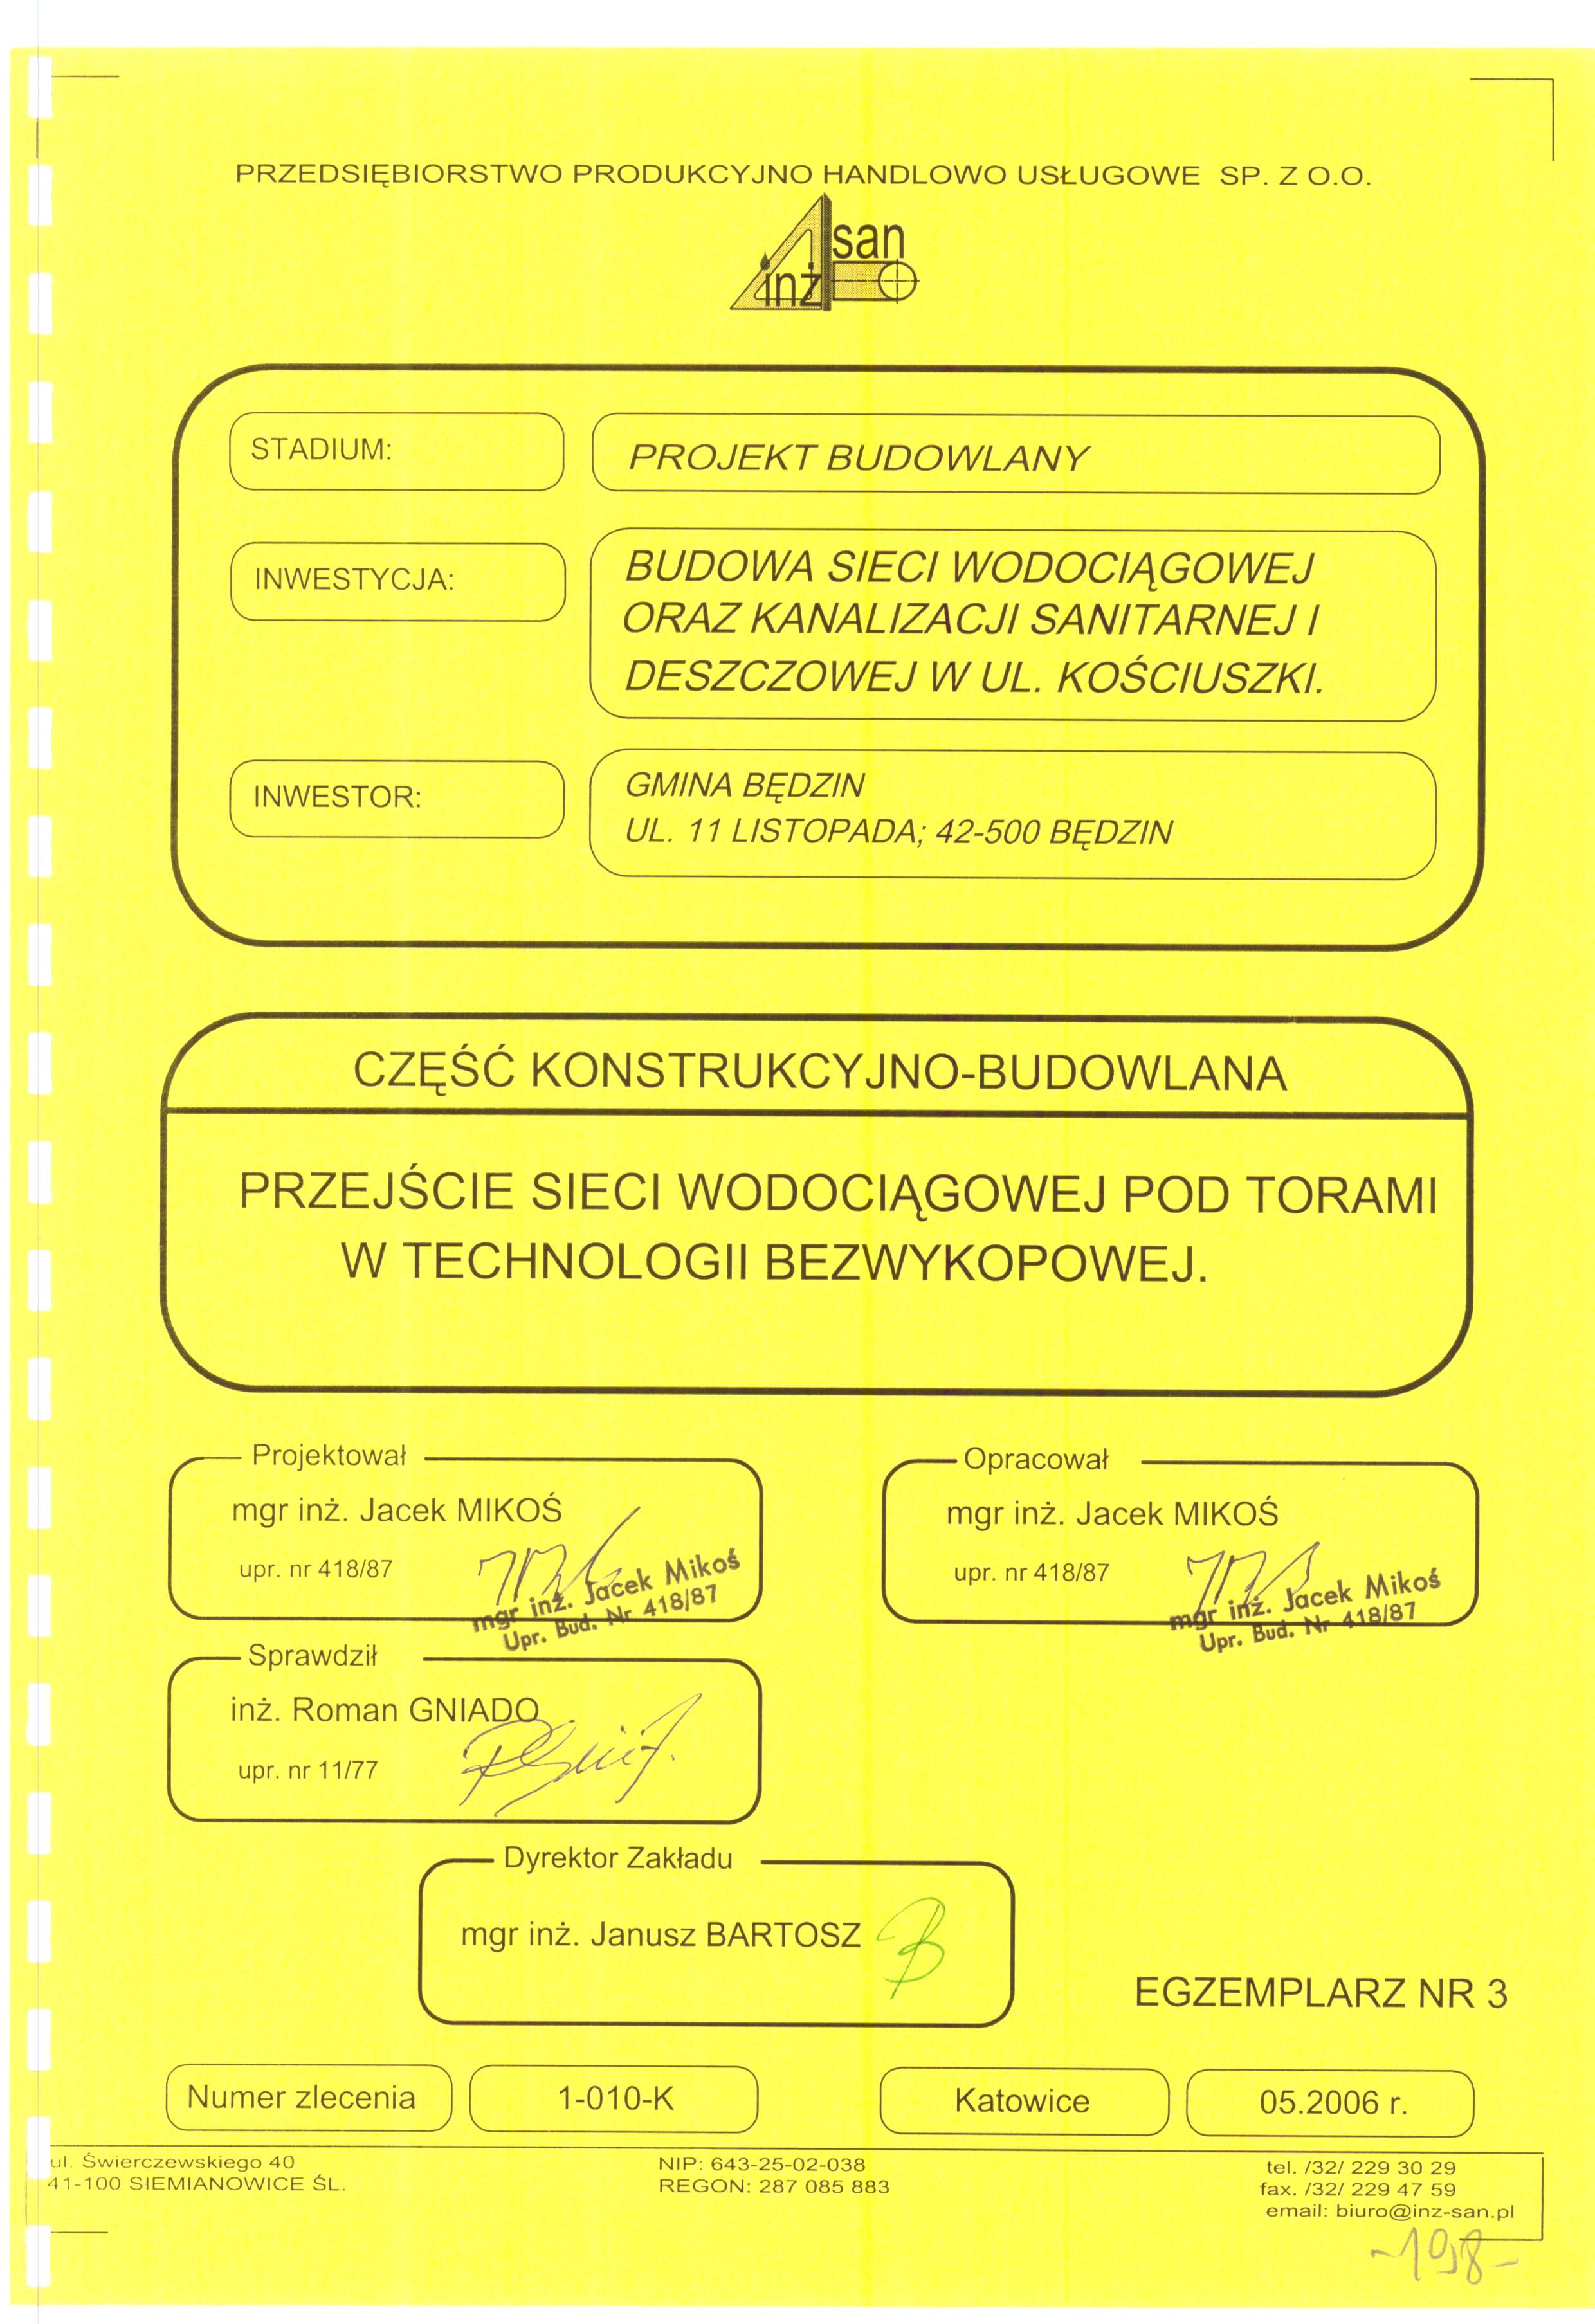 PRZEDSIĘBIORSTWO PRODUKCYJNO HANDLOWO USŁUGOWE SP. Z O.O.
san
inż
STADIUM:
PROJEKT BUDOWLANY
INWESTYCJA:
BUDOWA SIECI WODOCIĄGOWEJ
ORAZ KANALIZACJI SANITARNEJ I
DESZCZOWEJ W UL. KOŚCIUSZKI.
INWESTOR:
GMINA BĘDZIN
UL. 11 LISTOPADA; 42-500 BĘDZIN
CZĘŚĆ KONSTRUKCYJNO-BUDOWLANA
PRZEJŚCIE SIECI WODOCIĄGOWEJ POD TORAMI
W TECHNOLOGII BEZWYKOPOWEJ.
Projektował
mgr inż. Jacek MIKOŚ
upr. nr 418/87
mgr inż. Jacek Mikoś
Upr. Bud. Nr 418/87
Opracował
mgr inż. Jacek MIKOŚ
upr. nr 418/87
mgr inż. Jacek Mikoś
Upr. Bud. Nr 418/87
Sprawdził
inż. Roman GNIADO
upr. nr 11/77
Dyrektor Zakładu
mgr inż. Janusz BARTOSZ
EGZEMPLARZ NR 3
Numer zlecenia
1-010-K
Katowice
05.2006 r.
ul. Świerczewskiego 40
41-100 SIEMIANOWICE ŚL.
NIP: 643-25-02-038
REGON: 287 085 883
tel. /32/ 229 30 29
fax. /32/ 229 47 59
email: biuro@inz-san.pl
-198-